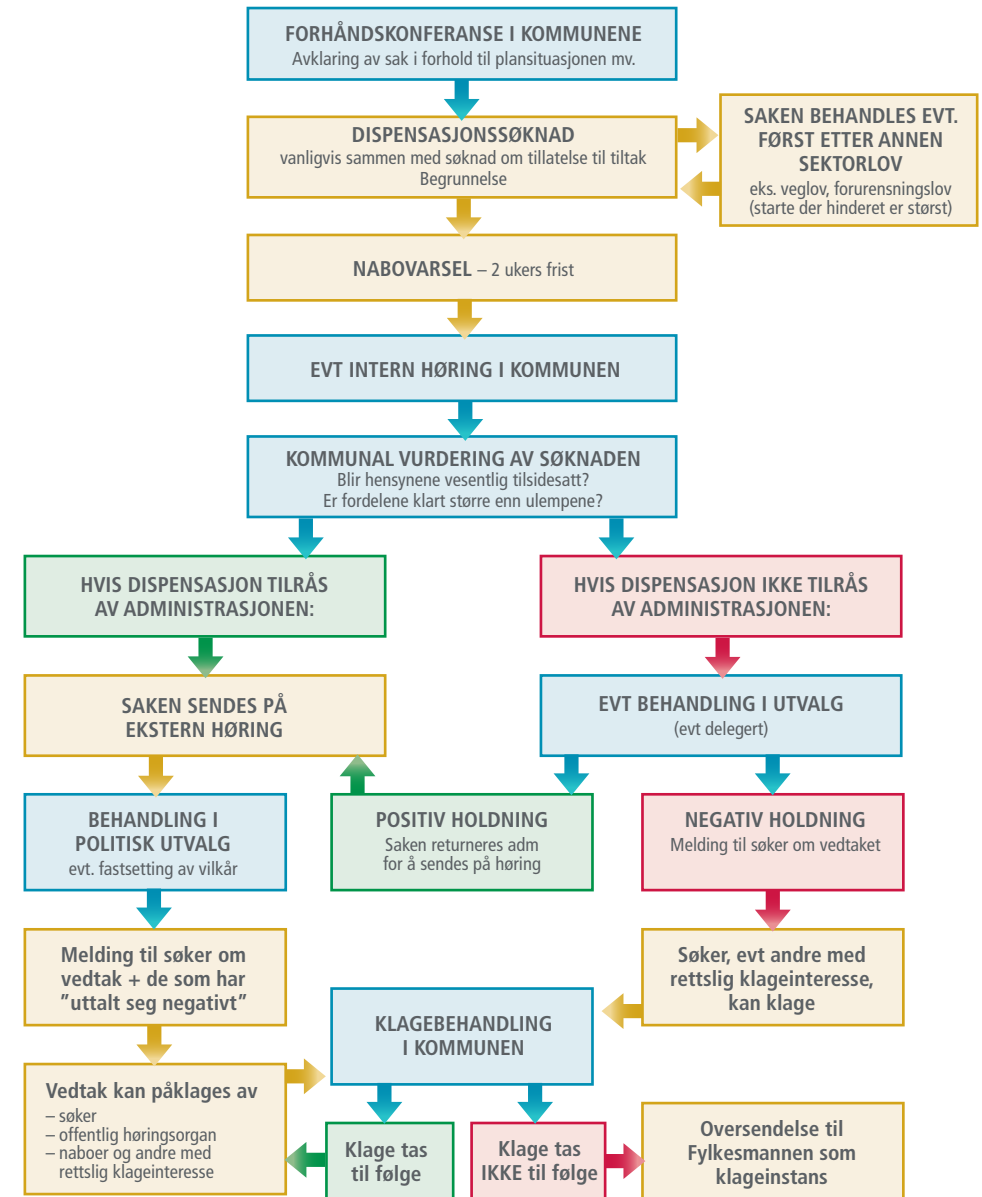 FORHÅNDSKONFERANSE I KOMMUNENE
Avklaring av sak i forhold til plansituasjonen mv.
DISPENSASJONSSØKNAD
vanligvis sammen med søknad om tillatelse til tiltak
Begrunnelse
SAKEN BEHANDLES EVT.
FØRST ETTER ANNEN
SEKTORLOV
eks. veglov, forurensningslov
(starte der hinderet er størst)
NABOVARSEL – 2 ukers frist
EVT INTERN HØRING I KOMMUNEN
KOMMUNAL VURDERING AV SØKNADEN
Blir hensynene vesentlig tilsidesatt?
Er fordelene klart større enn ulempene?
HVIS DISPENSASJON TILRÅS
AV ADMINISTRASJONEN:
HVIS DISPENSASJON IKKE TILRÅS
AV ADMINISTRASJONEN:
SAKEN SENDES PÅ
EKSTERN HØRING
EVT BEHANDLING I UTVALG
(evt delegert)
BEHANDLING I
POLITISK UTVALG
evt. fastsetting av vilkår
POSITIV HOLDNING
Saken returneres adm
for å sendes på høring
NEGATIV HOLDNING
Melding til søker om vedtaket
Melding til søker om
vedtak + de som har
”uttalt seg negativt”
Søker, evt andre med
rettslig klageinteresse,
kan klage
KLAGEBEHANDLING
I KOMMUNEN
Vedtak kan påklages av
– søker
– offentlig høringsorgan
– naboer og andre med
rettslig klageinteresse
Klage tas
til følge
Klage tas
IKKE til følge
Oversendelse til
Fylkesmannen som
klageinstans